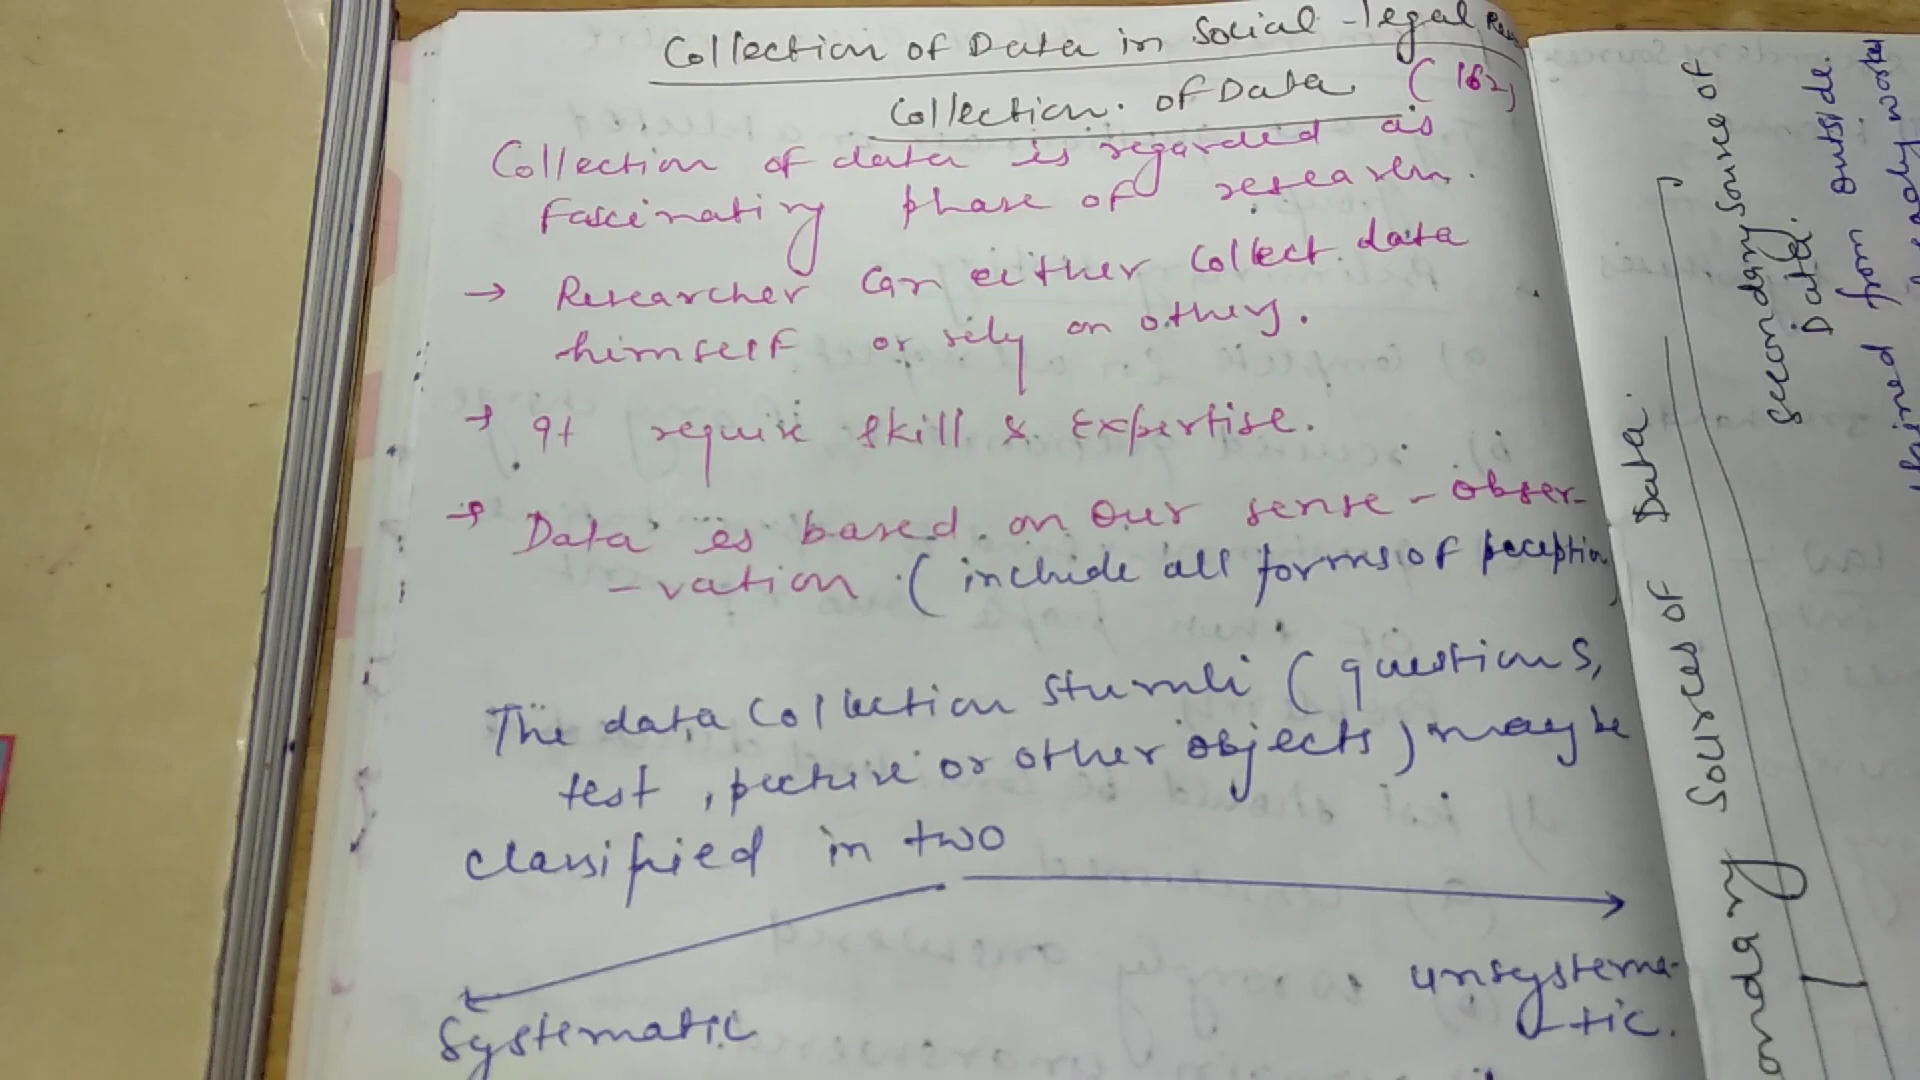 Collection of Data in Social-legal
Collection. of Data (162)
Collection of data is regarded as
fascinating phase of research.
→ Researcher can either collect data
himself or rely on others.
→ It require skill & Expertise.
→ Data is based on our sense-obser-
-vation (include all forms of peception
The data collection stumli (questions,
test, picture or other objects) may be
classified in two
Systematic
unsystema-
tic.
Sources of Data.
Secondary Source of
Data.
from outside.